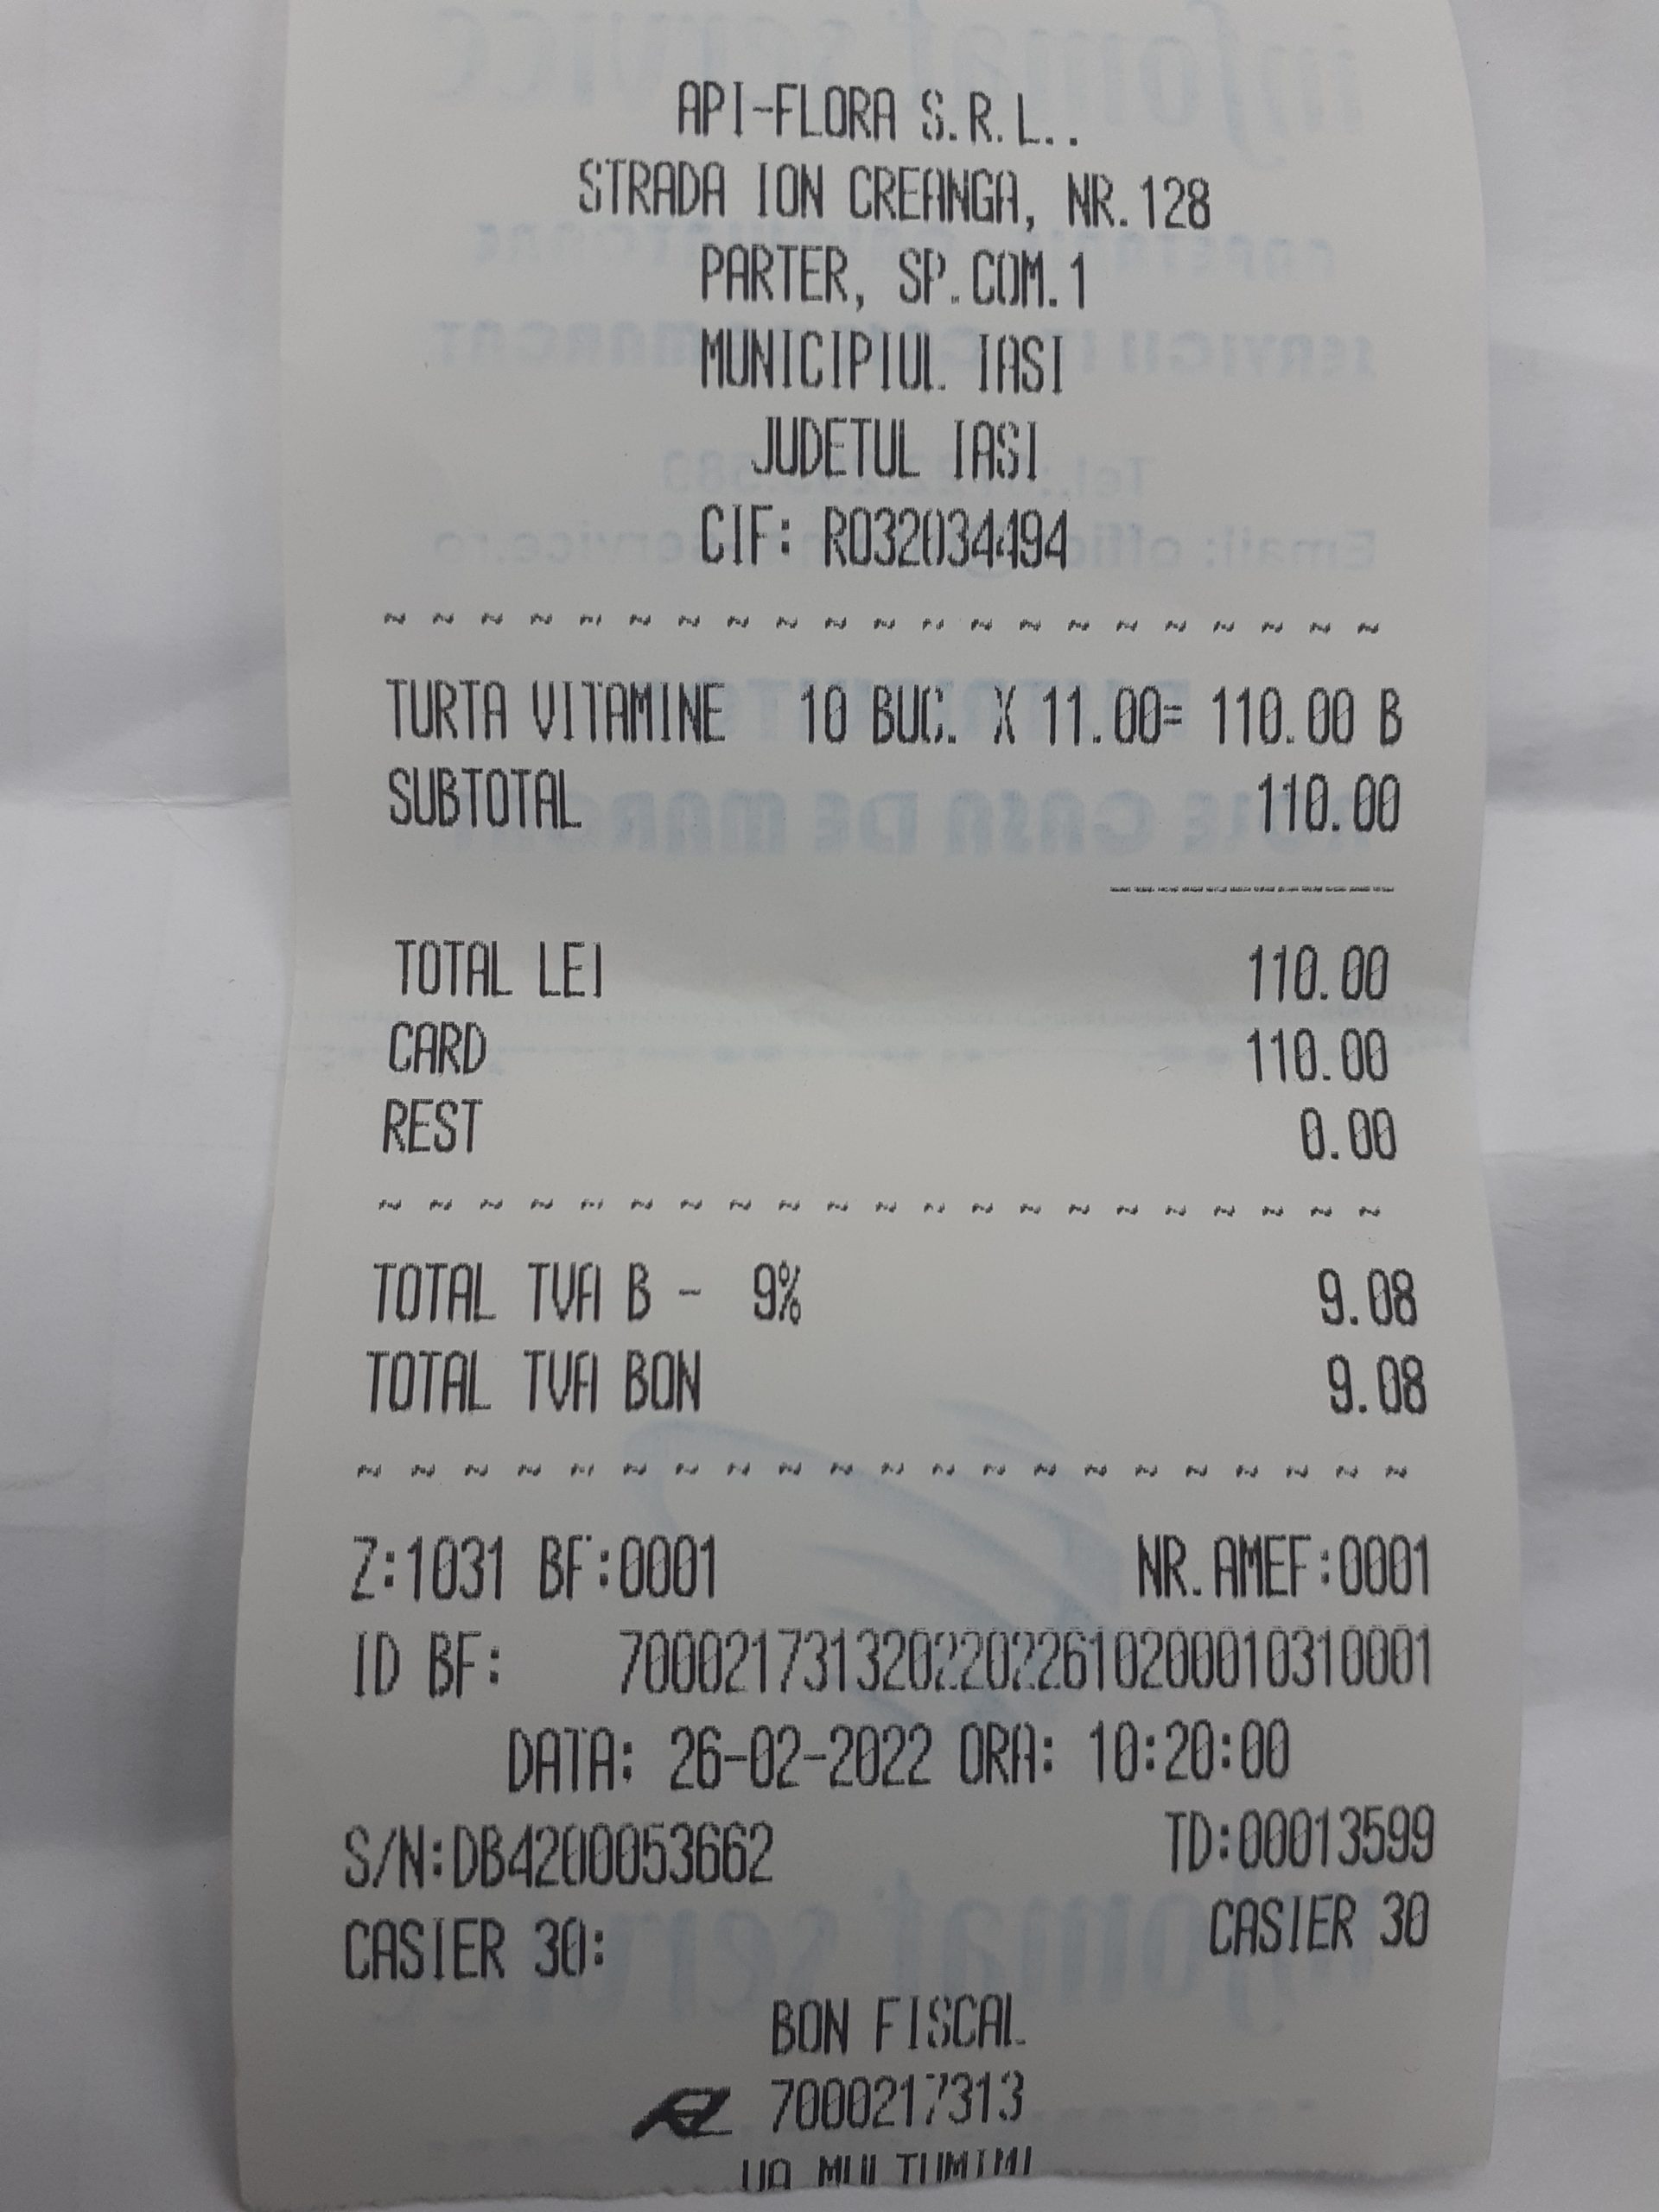 API-FLORA S.R.L..
STRADA ION CREANGA, NR.128
PARTER, SP.COM.1
MUNICIPIUL IASI
JUDETUL IASI
CIF: RO32034494
~ ~ ~ ~ ~ ~ ~ ~ ~ ~ ~ ~ ~ ~ ~ ~ ~ ~ ~ ~ ~
TURTA VITAMINE 10 BUC. X 11.00= 110.00 B
SUBTOTAL 110.00
TOTAL LEI 110.00
CARD 110.00
REST 0.00
~ ~ ~ ~ ~ ~ ~ ~ ~ ~ ~ ~ ~ ~ ~ ~ ~ ~ ~ ~ ~
TOTAL TVA B - 9% 9.08
TOTAL TVA BON 9.08
~ ~ ~ ~ ~ ~ ~ ~ ~ ~ ~ ~ ~ ~ ~ ~ ~ ~ ~ ~ ~
Z:1031 BF:0001 NR.AMEF:0001
ID BF: 70002173132022022610200010310001
DATA: 26-02-2022 ORA: 10:20:00
S/N:DB4200053662 TD:00013599
CASIER 30: CASIER 30
BON FISCAL
7000217313
VA MULTUMIM!